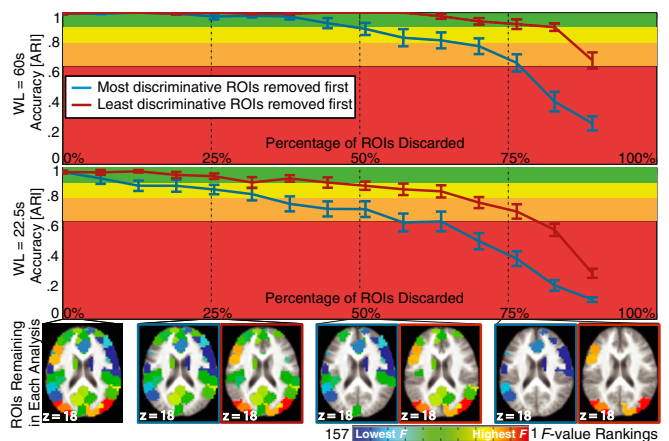 WL = 60s
Accuracy [ARI]
1
.8
.6
.4
.2
0
Most discriminative ROIs removed first
Least discriminative ROIs removed first
Percentage of ROIs Discarded
0% 25% 50% 75% 100%
WL = 22.5s
Accuracy [ARI]
1
.8
.6
.4
.2
0
Percentage of ROIs Discarded
0% 25% 50% 75% 100%
ROIs Remaining
in Each Analysis
z = 18 z = 18 z = 18 z = 18 z = 18 z = 18 z = 18
157 Lowest F Highest F 1 F-value Rankings